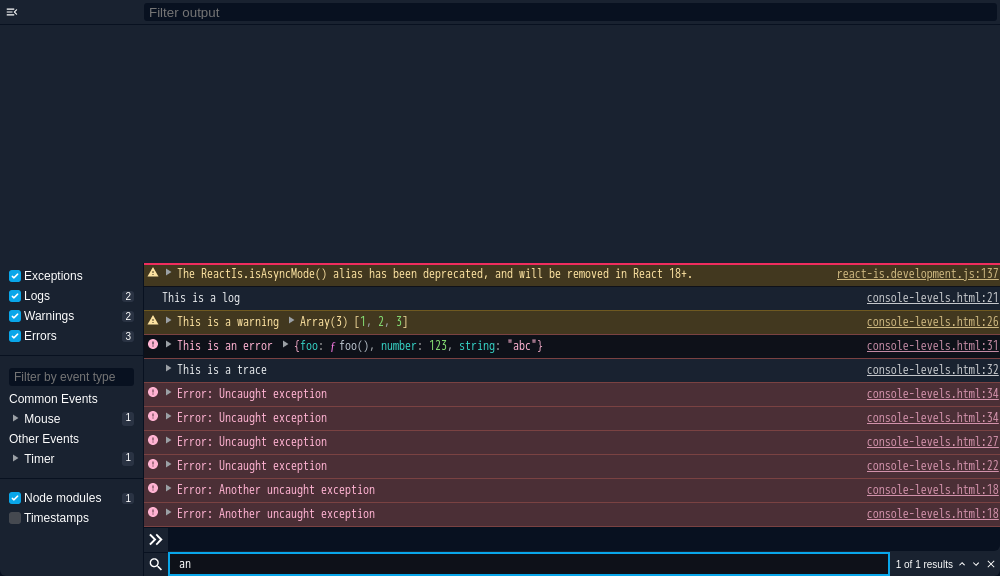 Filter output
Exceptions
Logs 2
Warnings 2
Errors 3
Filter by event type
Common Events
Mouse 1
Other Events
Timer 1
Node modules 1
Timestamps
The ReactIs.isAsyncMode() alias has been deprecated, and will be removed in React 18+. react-is.development.js:137
This is a log console-levels.html:21
This is a warning Array(3) [1, 2, 3] console-levels.html:26
This is an error {foo: ƒ foo(), number: 123, string: "abc"} console-levels.html:31
This is a trace console-levels.html:32
Error: Uncaught exception console-levels.html:34
Error: Uncaught exception console-levels.html:34
Error: Uncaught exception console-levels.html:27
Error: Uncaught exception console-levels.html:22
Error: Another uncaught exception console-levels.html:18
Error: Another uncaught exception console-levels.html:18
an 1 of 1 results